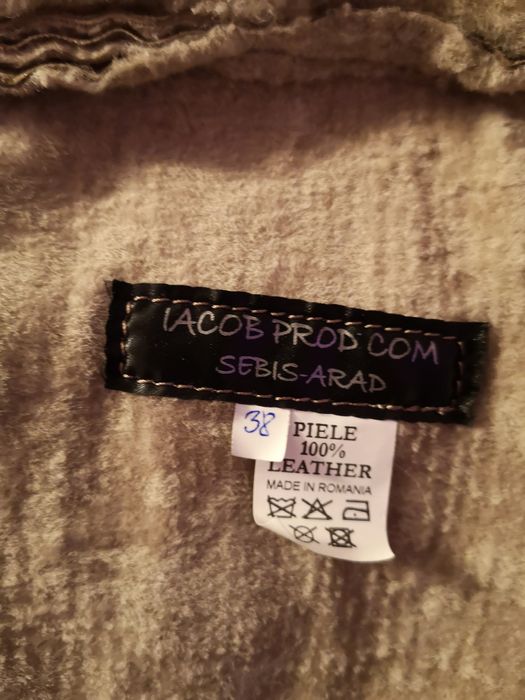 IACOB PROD COM
SEBIS-ARAD
38
PIELE
100%
LEATHER
MADE IN ROMANIA